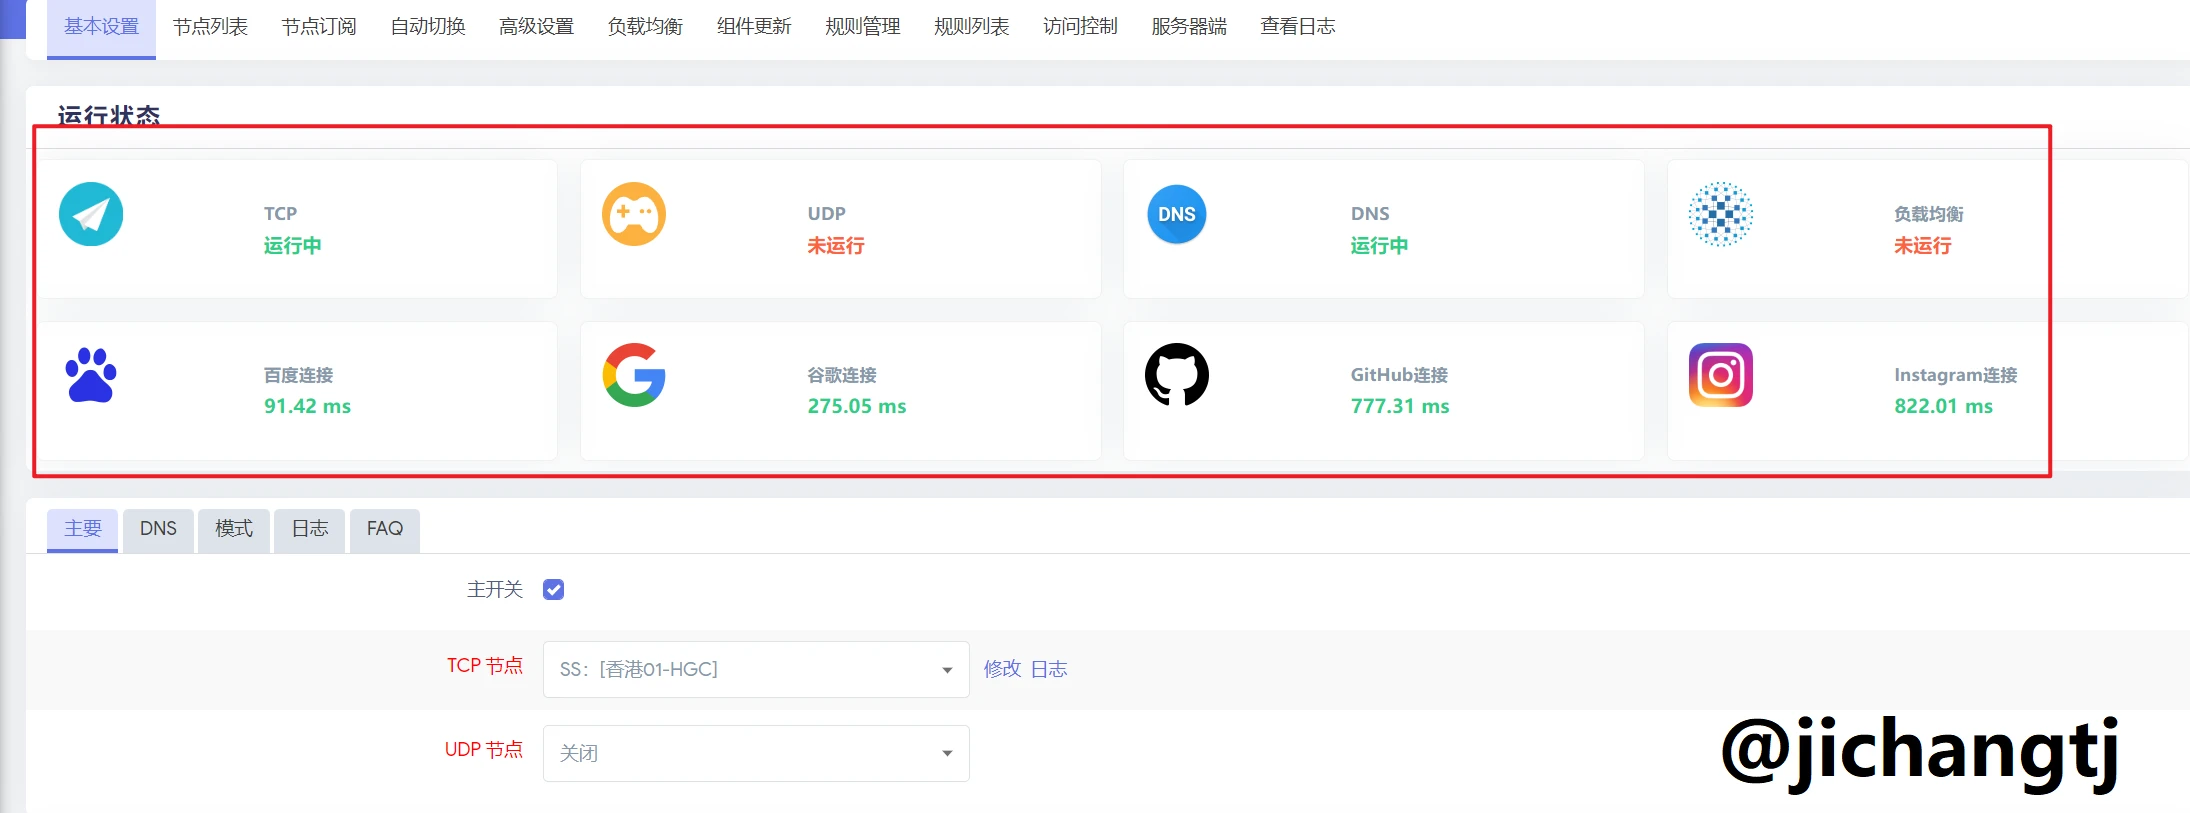 基本设置 节点列表 节点订阅 自动切换 高级设置 负载均衡 组件更新 规则管理 规则列表 访问控制 服务器端 查看日志
运行状态
TCP
运行中
UDP
未运行
DNS
DNS
运行中
负载均衡
未运行
百度连接
91.42 ms
谷歌连接
275.05 ms
GitHub连接
777.31 ms
Instagram连接
822.01 ms
主要 DNS 模式 日志 FAQ
主开关
TCP 节点 SS：[香港01-HGC] 修改 日志
UDP 节点 关闭
@jichangtj